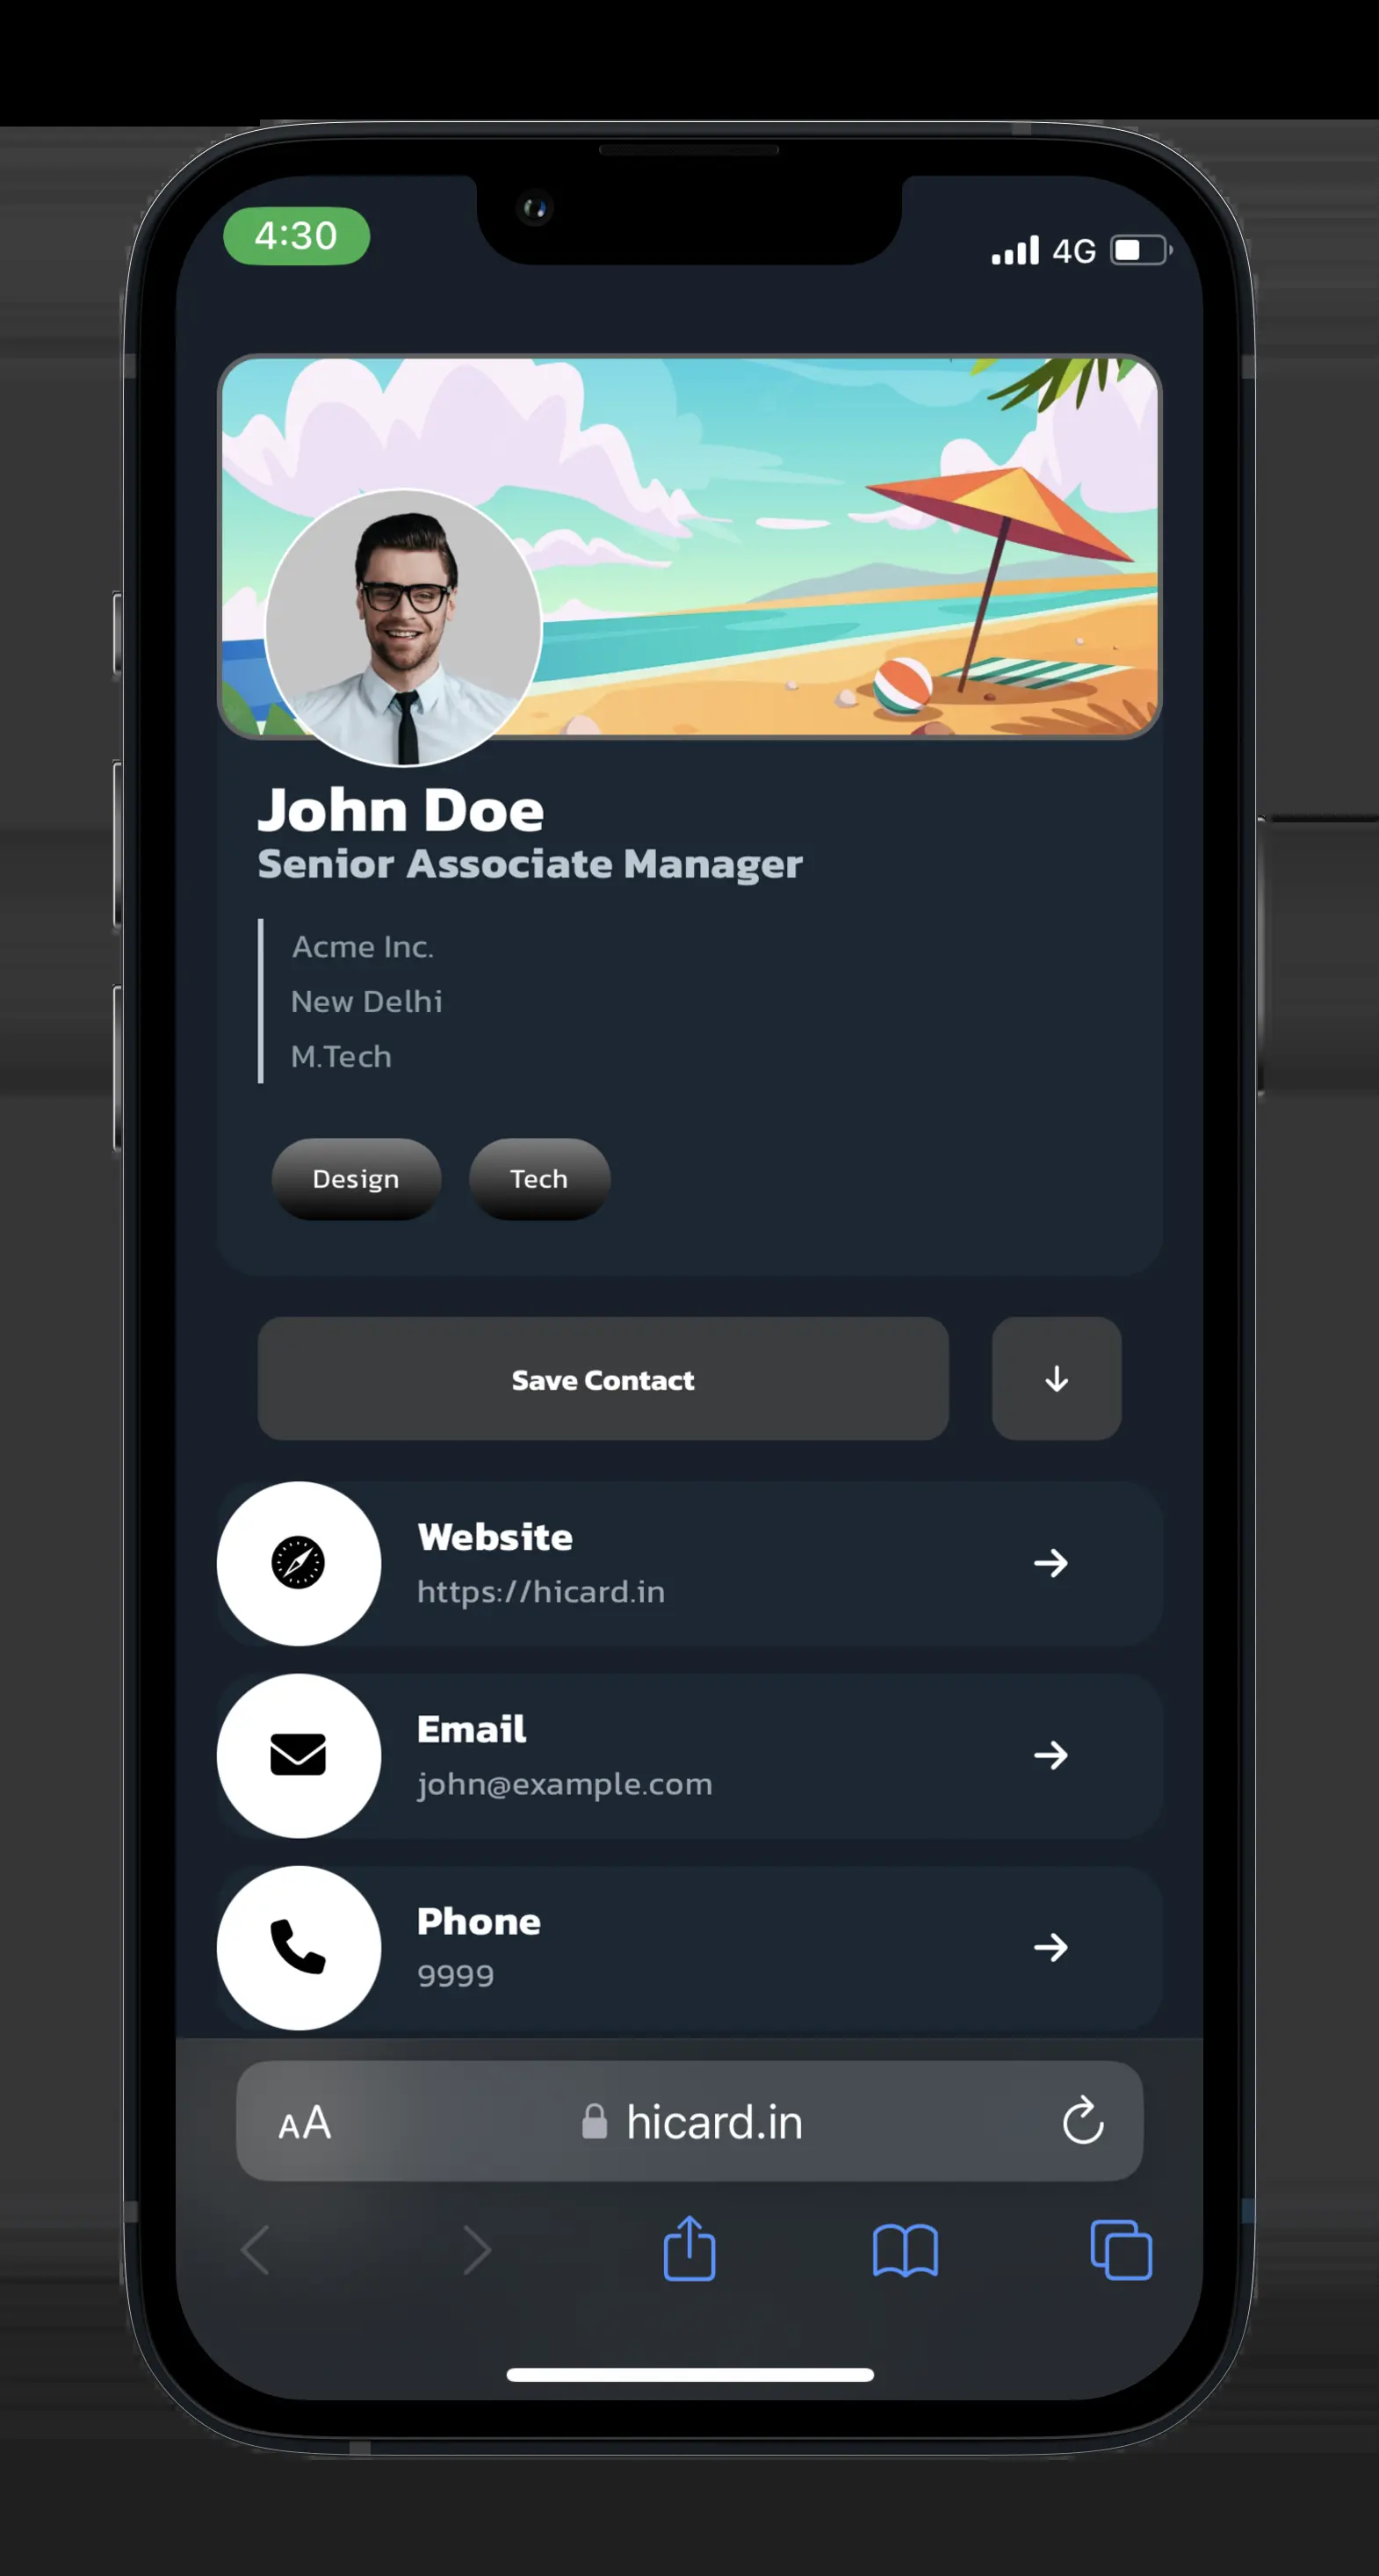 4:30
4G
John Doe
Senior Associate Manager
Acme Inc.
New Delhi
M.Tech
Design Tech
Save Contact
Website
https://hicard.in
Email
john@example.com
Phone
9999
AA hicard.in